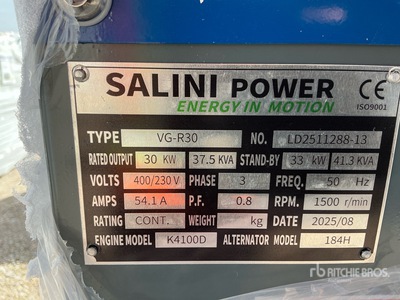 SALINI POWER CE
ENERGY IN MOTION ISO9001
TYPE VG-R30 NO. LD2511288-13
RATED OUTPUT 30 KW 37.5 KVA STAND-BY 33 kW 41.3 KVA
VOLTS 400/230 V PHASE 3 FREQ. 50 Hz
AMPS 54.1 A P.F. 0.8 RPM. 1500 r/min
RATING CONT. WEIGHT kg DATE 2025/08
ENGINE MODEL K4100D ALTERNATOR MODEL 184H
rb RITCHIE BROS.
Auctioneers